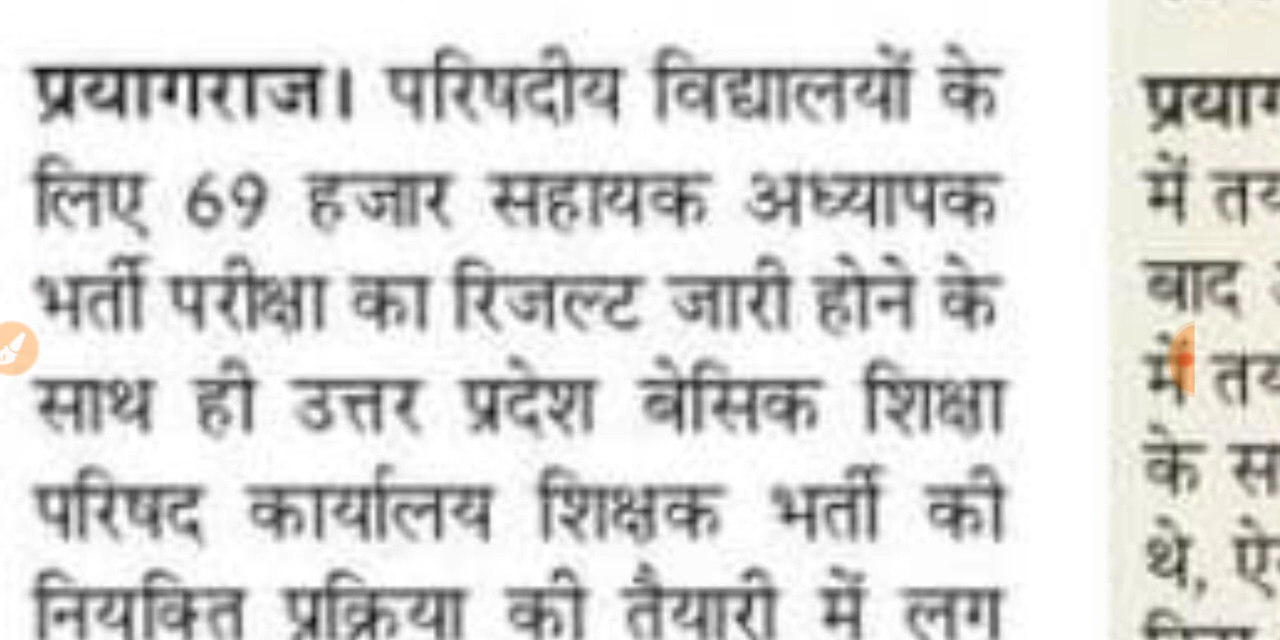 प्रयागराज। परिषदीय विद्यालयों के
लिए 69 हजार सहायक अध्यापक
भर्ती परीक्षा का रिजल्ट जारी होने के
साथ ही उत्तर प्रदेश बेसिक शिक्षा
परिषद कार्यालय शिक्षक भर्ती की
नियुक्ति प्रक्रिया की तैयारी में लग
में
बाद
में
के
थे,